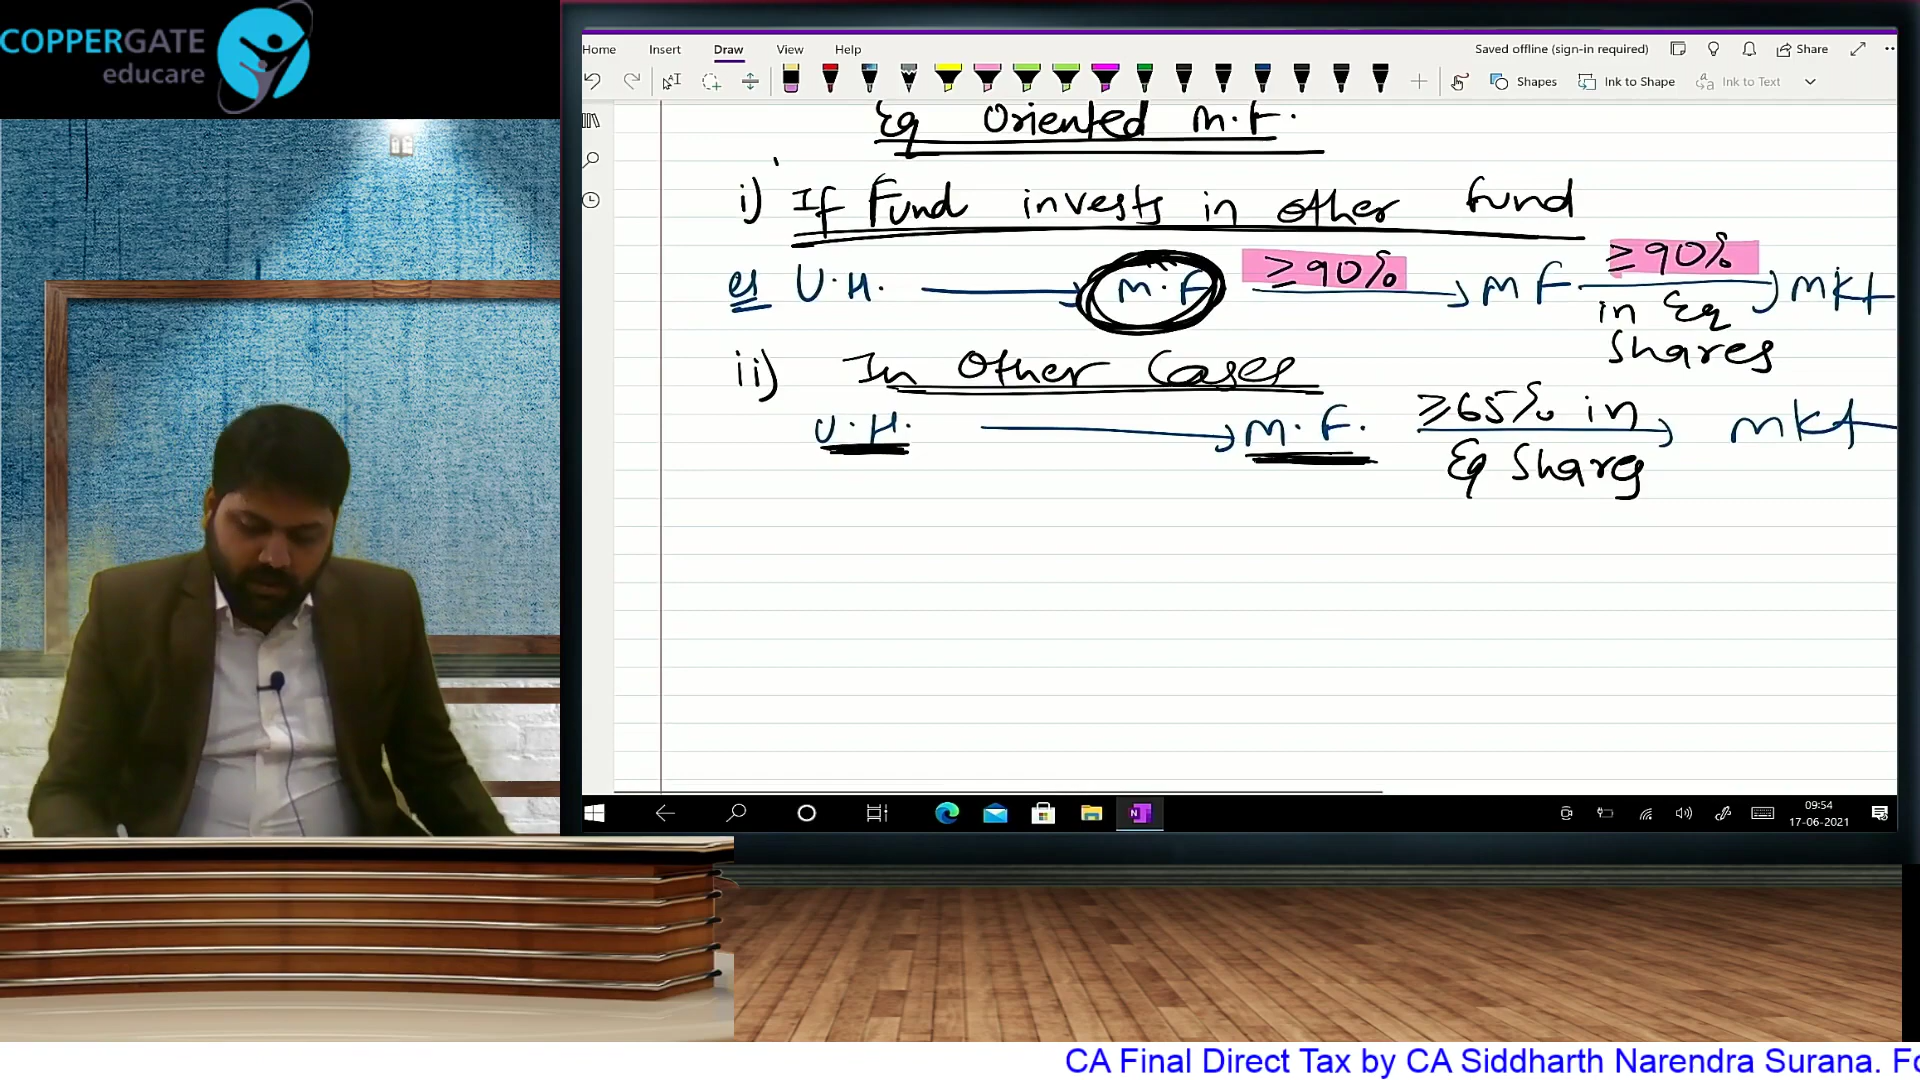 COPPERGATE
educare
Home Insert Draw View Help
Saved offline (sign-in required) Share
Shapes Ink to Shape Ink to Text
Eq Oriented M.F.
i) If Fund invests in other fund
eg U.H. M.F ≥90% MF ≥90% in Eq Shares Mkt
ii) In Other Cases
U.H. M.F. ≥65% in Eq Shares Mkt
09:54
17-06-2021
CA Final Direct Tax by CA Siddharth Narendra Surana. Fo